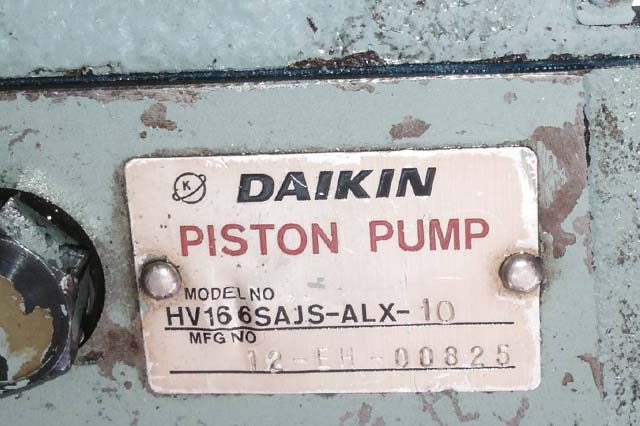 K DAIKIN
PISTON PUMP
MODEL NO
HV16 6SAJS-ALX-10
MFG NO
12-EH-00825